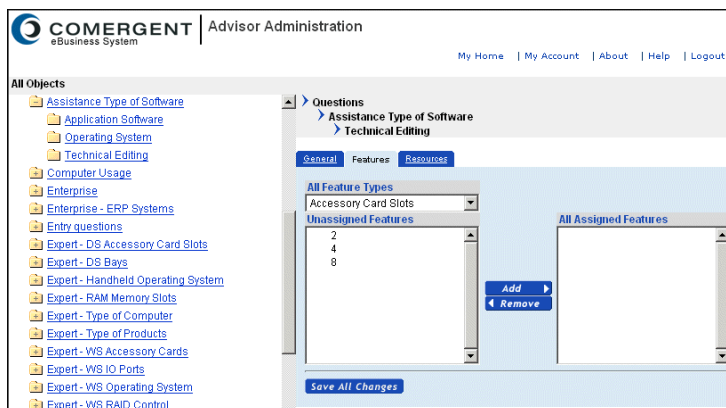 COMERGENT
eBusiness System
Advisor Administration
My Home | My Account | About | Help | Logout
All Objects
Assistance Type of Software
Application Software
Operating System
Technical Editing
Computer Usage
Enterprise
Enterprise - ERP Systems
Entry questions
Expert - DS Accessory Card Slots
Expert - DS Bays
Expert - Handheld Operating System
Expert - RAM Memory Slots
Expert - Type of Computer
Expert - Type of Products
Expert - WS Accessory Cards
Expert - WS IO Ports
Expert - WS Operating System
Expert - WS RAID Control
Questions
Assistance Type of Software
Technical Editing
General Features Resources
All Feature Types
Accessory Card Slots
Unassigned Features
2
4
8
Add
Remove
All Assigned Features
Save All Changes